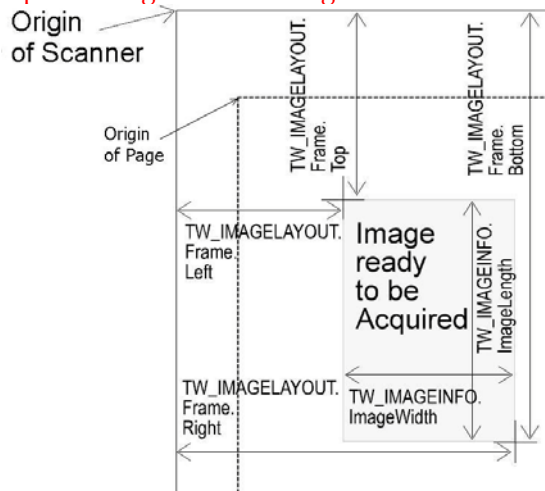 Origin
of Scanner
Origin
of Page
TW_IMAGELAYOUT.
Frame.
Top
TW_IMAGELAYOUT.
Frame.
Bottom
TW_IMAGELAYOUT.
Frame.
Left
Image
ready
to be
Acquired
TW_IMAGEINFO.
ImageLength
TW_IMAGELAYOUT.
Frame.
Right
TW_IMAGEINFO.
ImageWidth